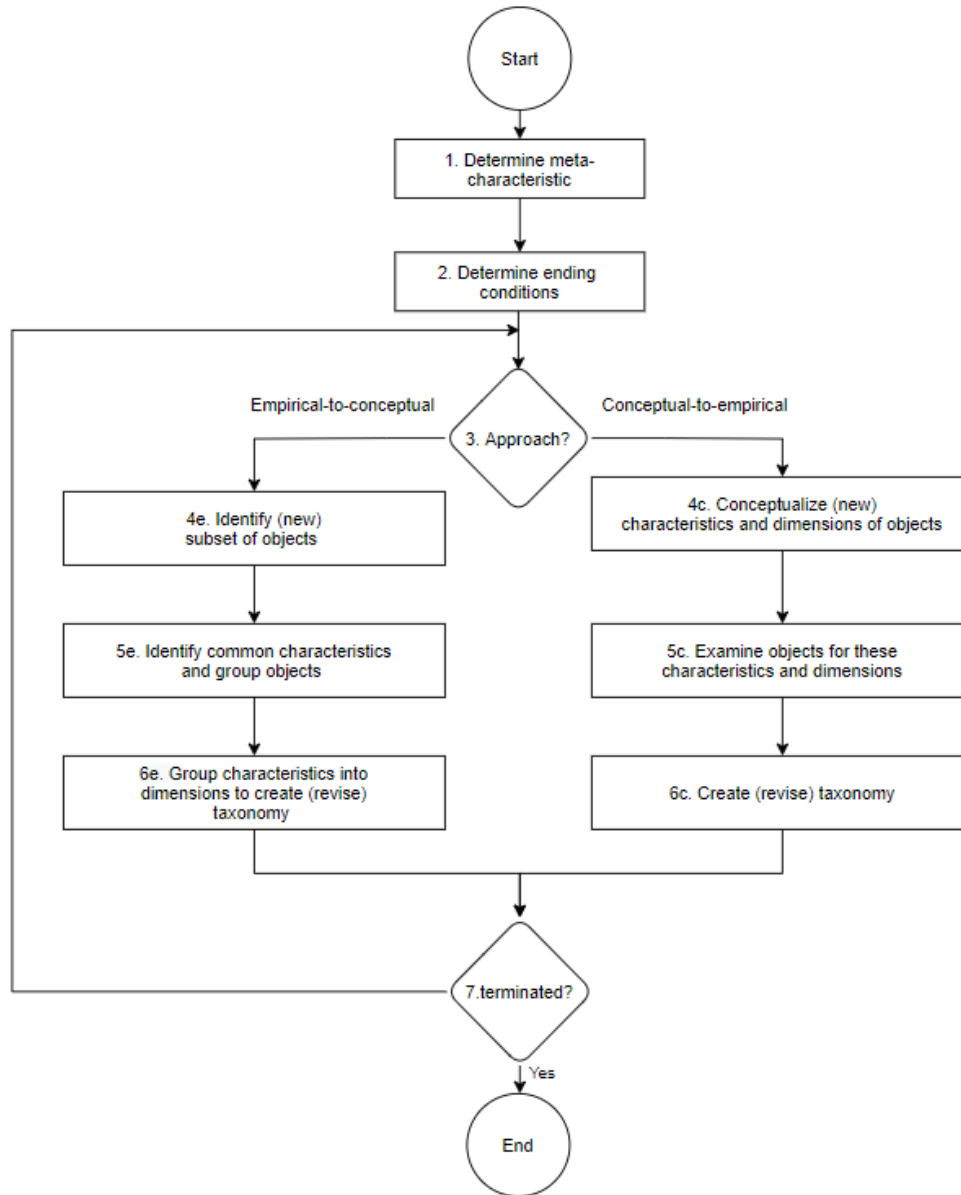 Start
1. Determine meta-
characteristic
2. Determine ending
conditions
Empirical-to-conceptual
Conceptual-to-empirical
3. Approach?
4e. Identify (new)
subset of objects
4c. Conceptualize (new)
characteristics and dimensions of objects
5e. Identify common characteristics
and group objects
5c. Examine objects for these
characteristics and dimensions
6e. Group characteristics into
dimensions to create (revise)
taxonomy
6c. Create (revise) taxonomy
7.terminated?
Yes
End